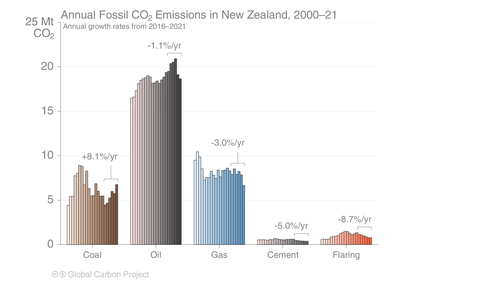 Annual Fossil CO₂ Emissions in New Zealand, 2000–21
25 Mt
CO₂
Annual growth rates from 2016–2021
-1.1%/yr
20
15
+8.1%/yr
-3.0%/yr
10
5
-5.0%/yr
-8.7%/yr
0
Coal Oil Gas Cement Flaring
Global Carbon Project